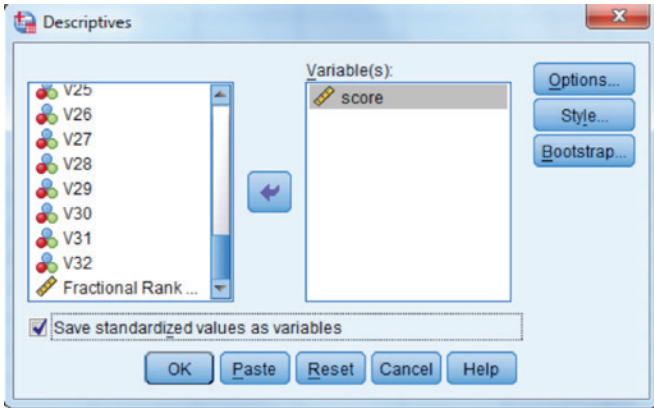 Descriptives
V25
V26
V27
V28
V29
V30
V31
V32
Fractional Rank ...
Variable(s):
score
Options...
Style...
Bootstrap...
Save standardized values as variables
OK
Paste
Reset
Cancel
Help